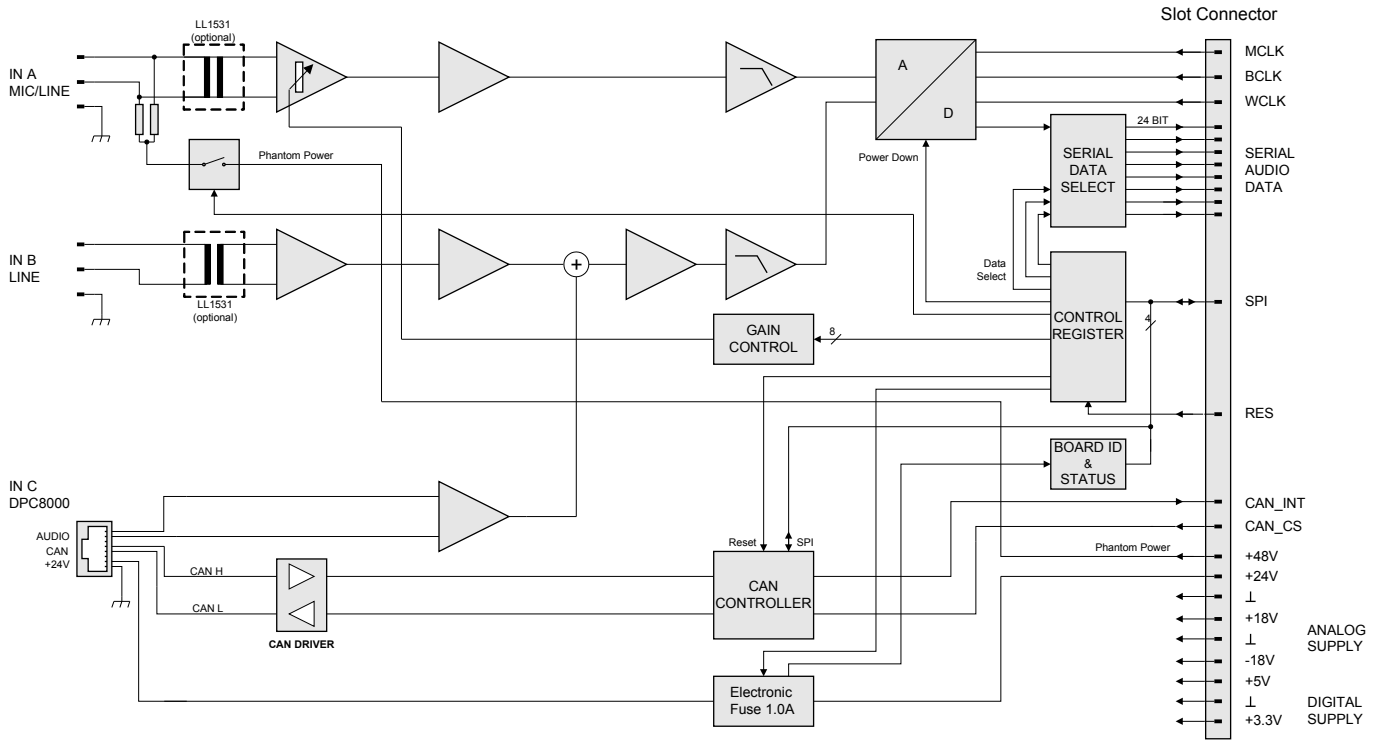 Slot Connector
LL1531
(optional)
IN A
MIC/LINE
A
D
MCLK
BCLK
WCLK
24 BIT
SERIAL
DATA
SELECT
SERIAL
AUDIO
DATA
Phantom Power
Power Down
IN B
LINE
LL1531
(optional)
Data
Select
GAIN
CONTROL
8
CONTROL
REGISTER
4
SPI
RES
BOARD ID
&
STATUS
IN C
DPC8000
AUDIO
CAN
+24V
CAN H
CAN L
CAN DRIVER
Reset
SPI
CAN
CONTROLLER
Electronic
Fuse 1.0A
CAN_INT
CAN_CS
Phantom Power
+48V
+24V
⊥
+18V
⊥
-18V
ANALOG
SUPPLY
+5V
⊥
+3.3V
DIGITAL
SUPPLY